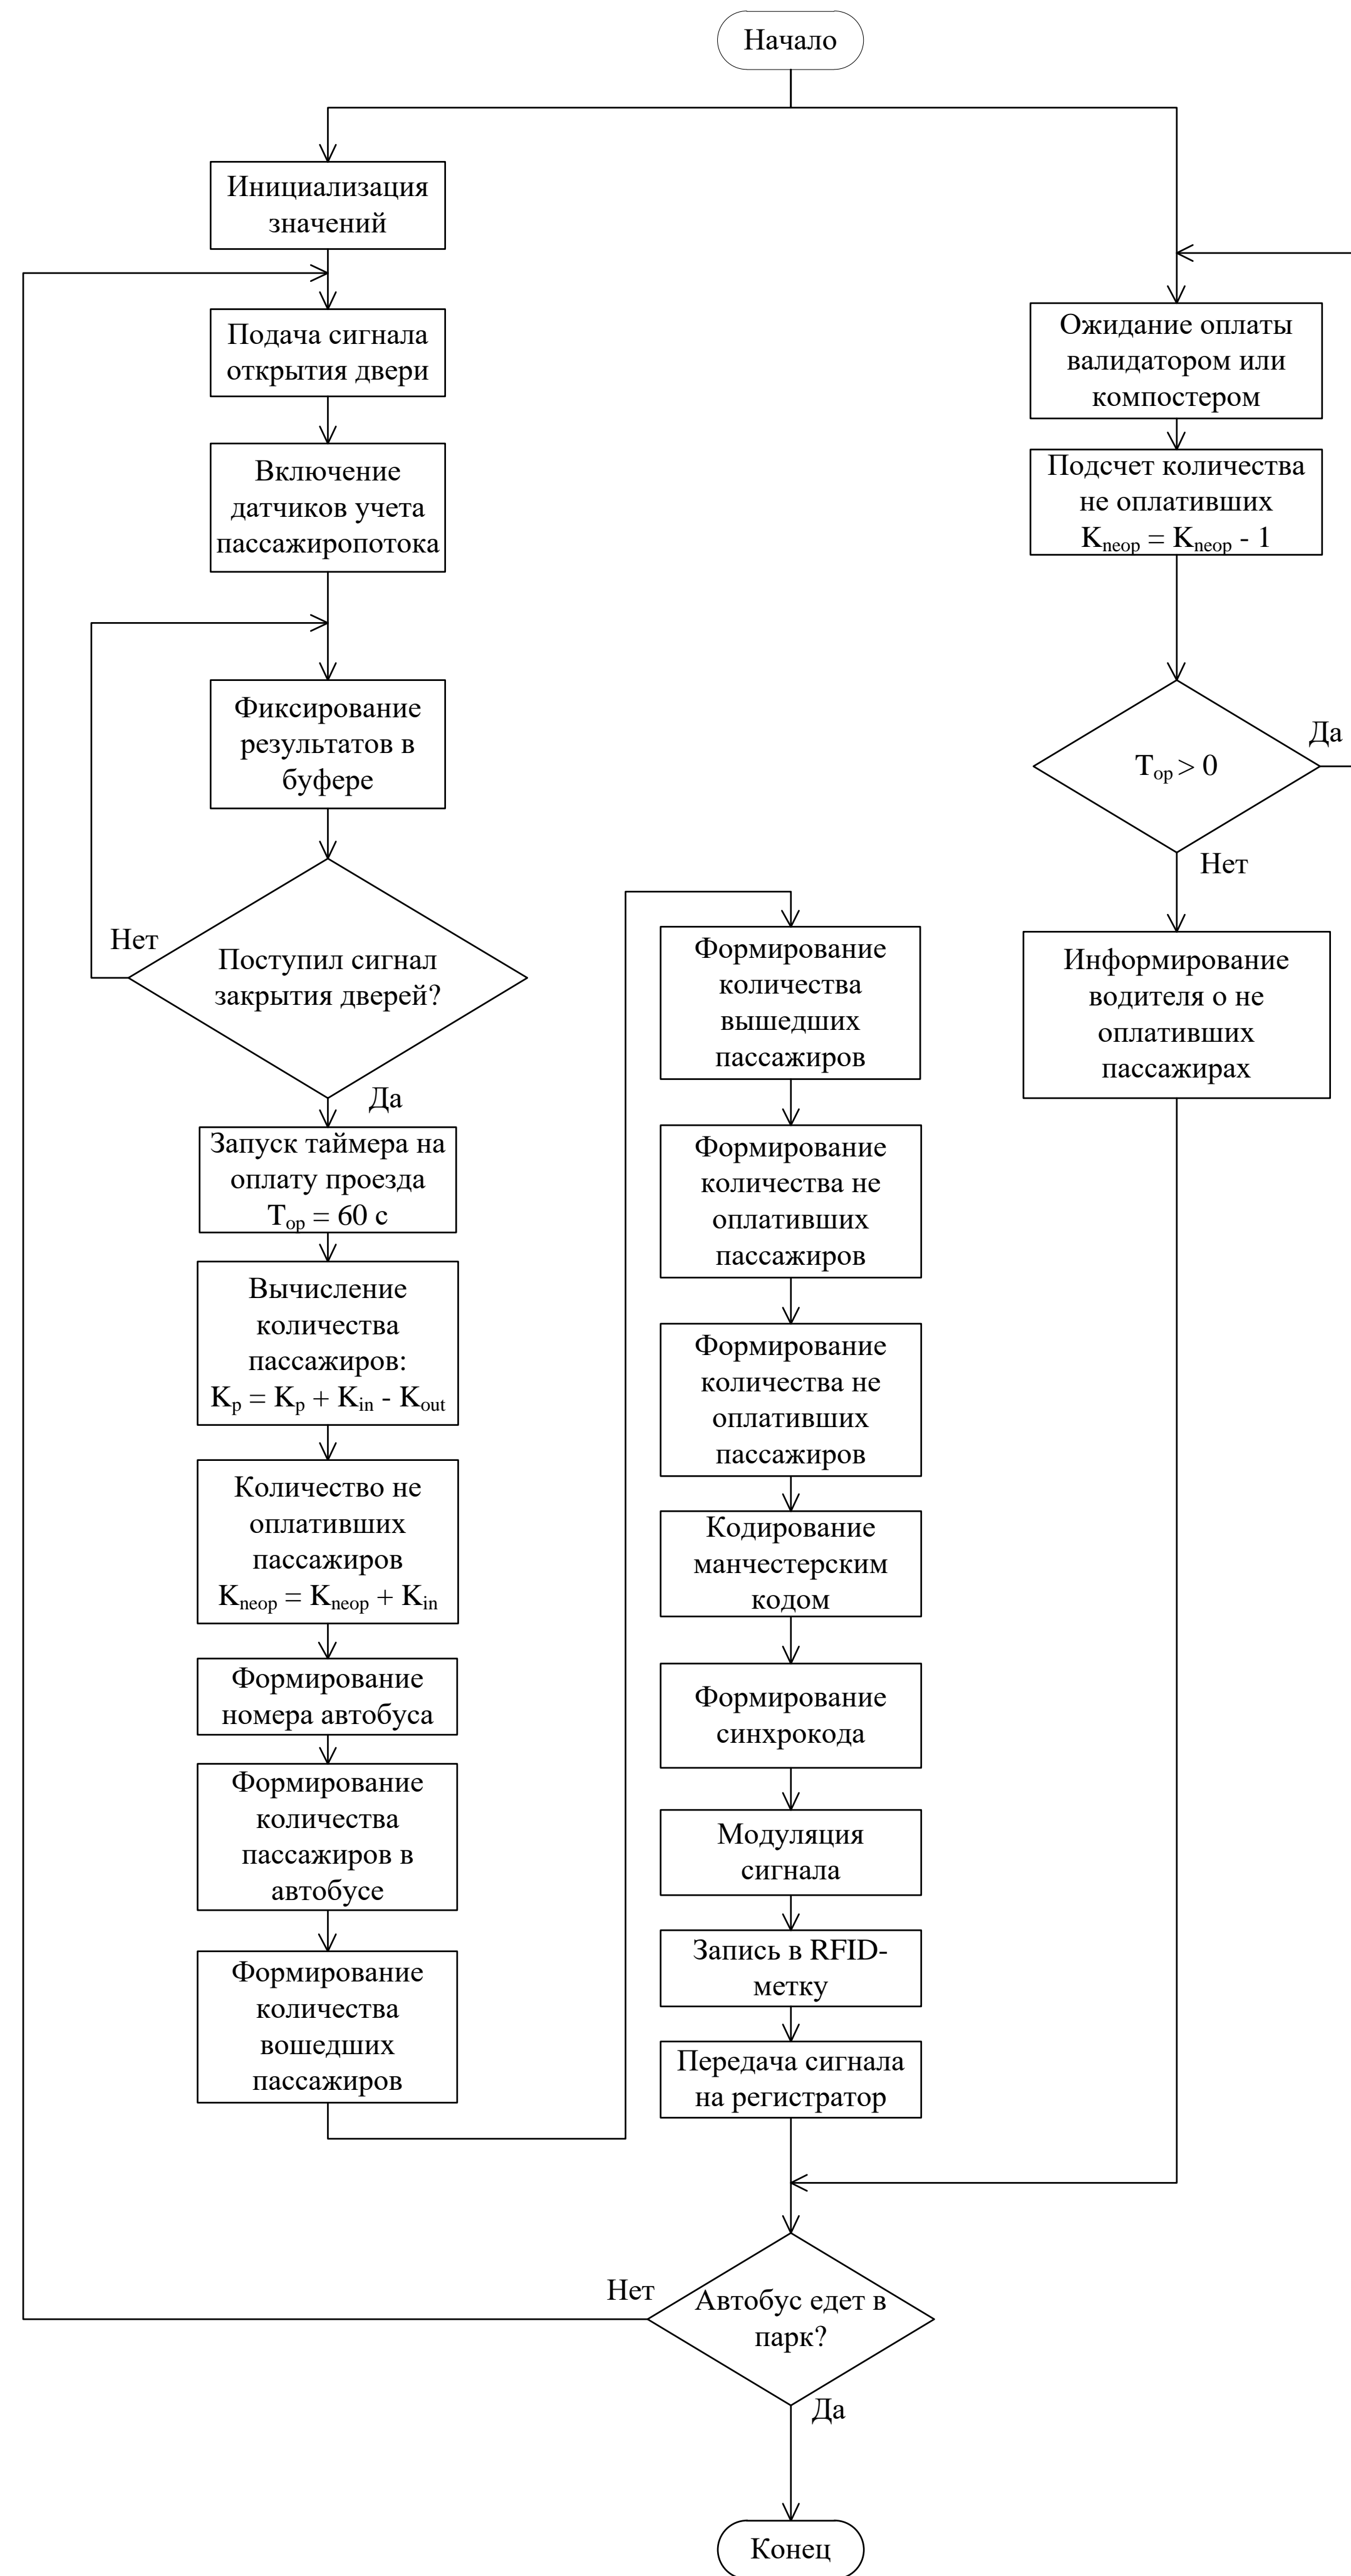 Начало
Инициализация
значений
Подача сигнала
открытия двери
Включение
датчиков учета
пассажиропотока
Фиксирование
результатов в
буфере
Нет
Поступил сигнал
закрытия дверей?
Да
Запуск таймера на
оплату проезда
Tор = 60 с
Вычисление
количества
пассажиров:
Kp = Kp + Kin - Kout
Количество не
оплативших
пассажиров
Kneop = Kneop + Kin
Формирование
номера автобуса
Формирование
количества
пассажиров в
автобусе
Формирование
количества
вошедших
пассажиров
Формирование
количества
вышедших
пассажиров
Формирование
количества не
оплативших
пассажиров
Формирование
количества не
оплативших
пассажиров
Кодирование
манчестерским
кодом
Формирование
синхрокода
Модуляция
сигнала
Запись в RFID-
метку
Передача сигнала
на регистратор
Ожидание оплаты
валидатором или
компостером
Подсчет количества
не оплативших
Kneop = Kneop - 1
Да
Top > 0
Нет
Информирование
водителя о не
оплативших
пассажирах
Нет
Автобус едет в
парк?
Да
Конец